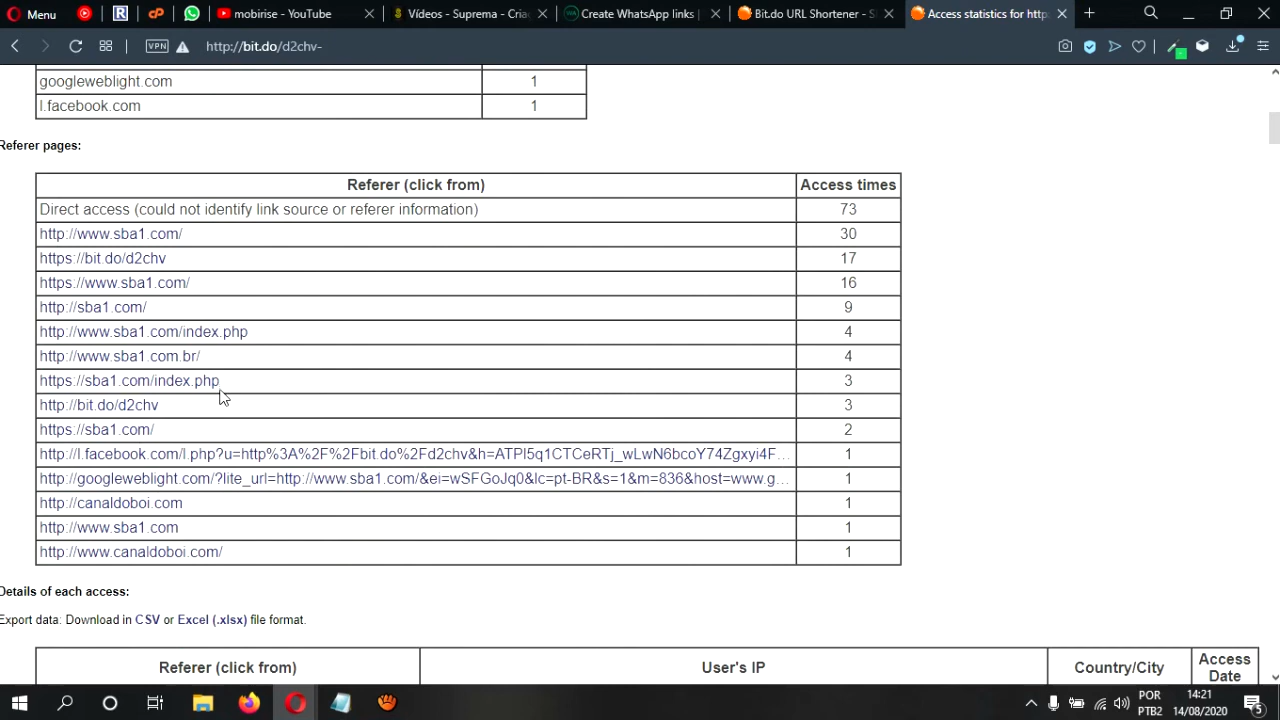 Menu
mobirise - YouTube
Vídeos - Suprema - Cria
Create WhatsApp links |
Bit.do URL Shortener - S
Access statistics for http:
VPN
http://bit.do/d2chv-
googleweblight.com 1
l.facebook.com 1
Referer pages:
Referer (click from) Access times
Direct access (could not identify link source or referer information) 73
http://www.sba1.com/ 30
https://bit.do/d2chv 17
https://www.sba1.com/ 16
http://sba1.com/ 9
http://www.sba1.com/index.php 4
http://www.sba1.com.br/ 4
https://sba1.com/index.php 3
http://bit.do/d2chv 3
https://sba1.com/ 2
http://l.facebook.com/l.php?u=http%3A%2F%2Fbit.do%2Fd2chv&h=ATPI5q1CTCeRTj_wLwN6bcoY74Zgxyi4F... 1
http://googleweblight.com/?lite_url=http://www.sba1.com/&ei=wSFGoJq0&lc=pt-BR&s=1&m=836&host=www.g... 1
http://canaldoboi.com 1
http://www.sba1.com 1
http://www.canaldoboi.com/ 1
Details of each access:
Export data: Download in CSV or Excel (.xlsx) file format.
Referer (click from) User's IP Country/City Access
Date
POR
PTB2
14:21
14/08/2020
5